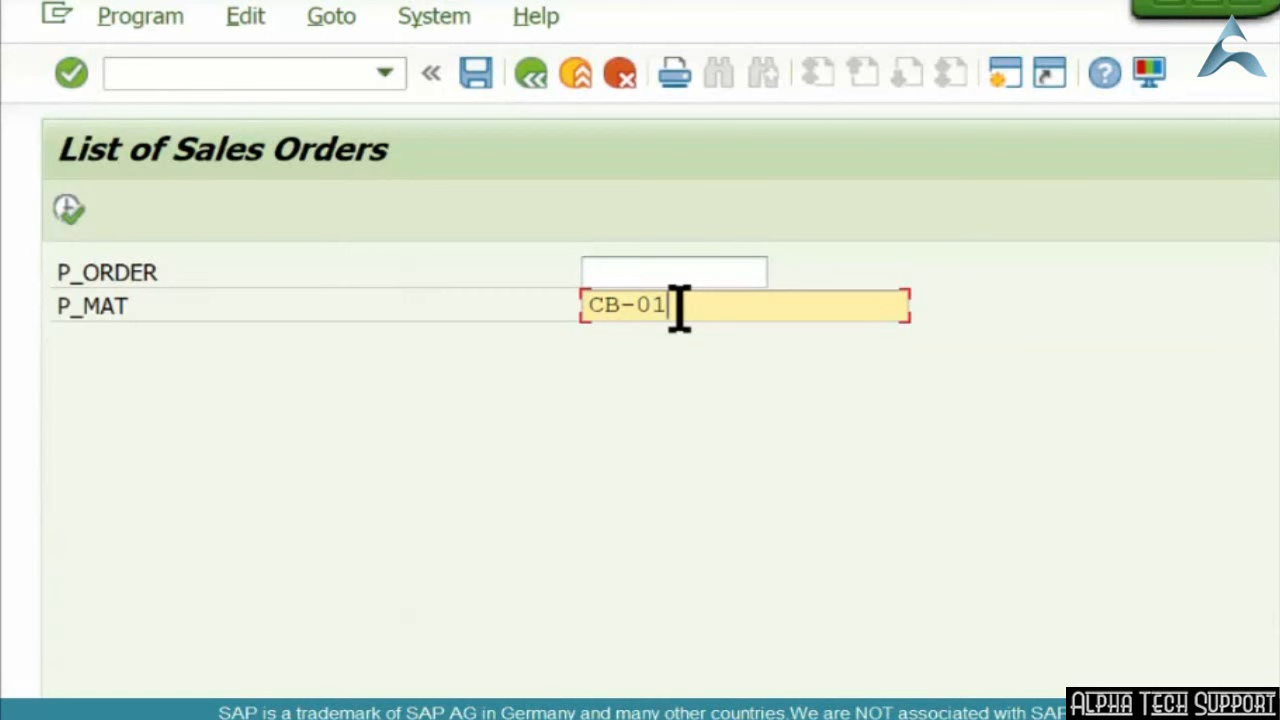 Program Edit Goto System Help
List of Sales Orders
P_ORDER
P_MAT CB-01
SAP is a trademark of SAP AG in Germany and many other countries.We are NOT associated with SAP
ALPHA TECH SUPPORT